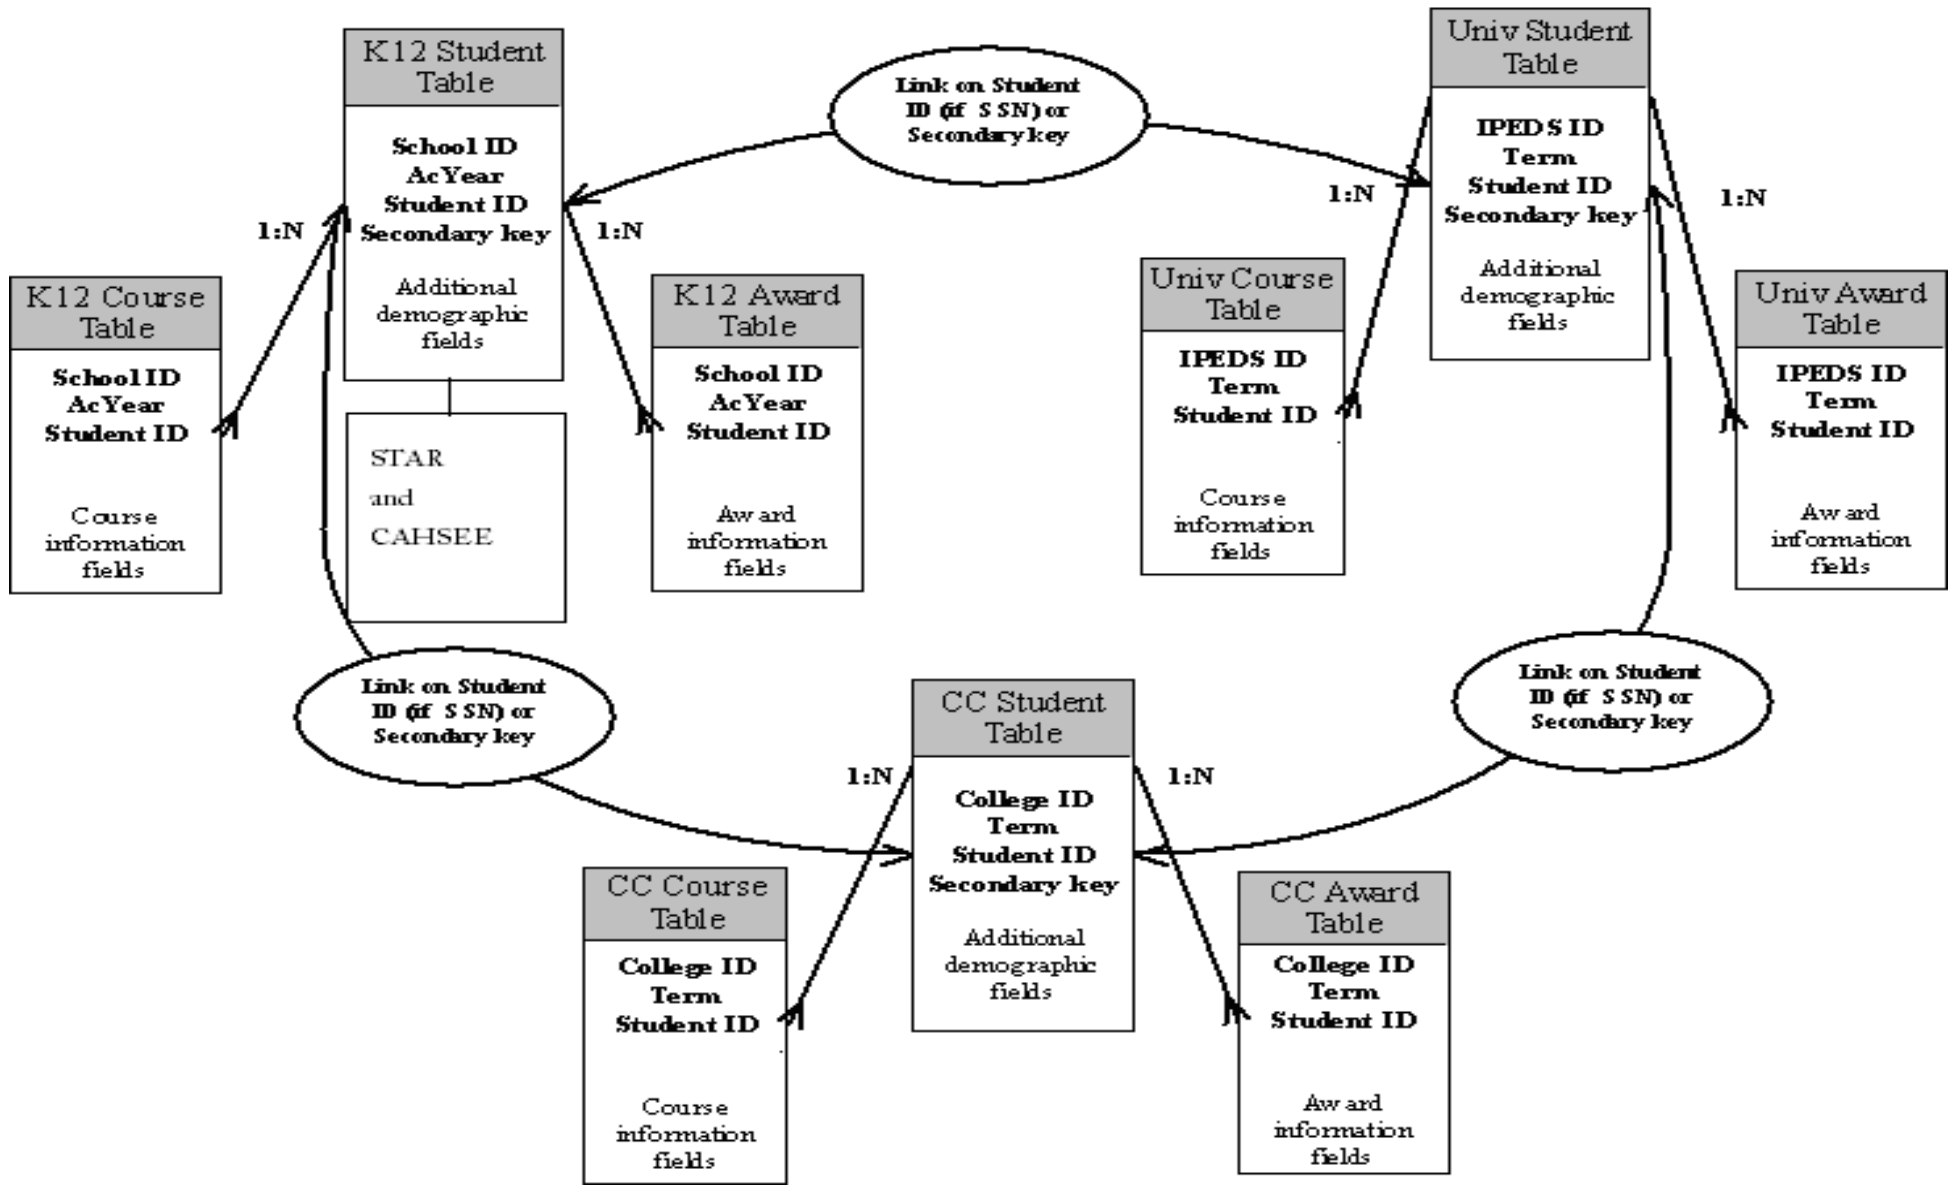 K12 Student
Table
School ID
AcYear
Student ID
Secondary key
Additional
demographic
fields
Link on Student
ID (if SSN) or
Secondary key
Univ Student
Table
IPEDS ID
Term
Student ID
Secondary key
Additional
demographic
fields
1:N
1:N
1:N
1:N
K12 Course
Table
School ID
AcYear
Student ID
Course
information
fields
STAR
and
CAHSEE
K12 Award
Table
School ID
AcYear
Student ID
Award
information
fields
Univ Course
Table
IPEDS ID
Term
Student ID
Course
information
fields
Univ Award
Table
IPEDS ID
Term
Student ID
Award
information
fields
Link on Student
ID (if SSN) or
Secondary key
CC Student
Table
College ID
Term
Student ID
Secondary key
Additional
demographic
fields
Link on Student
ID (if SSN) or
Secondary key
1:N
1:N
CC Course
Table
College ID
Term
Student ID
Course
information
fields
CC Award
Table
College ID
Term
Student ID
Award
information
fields